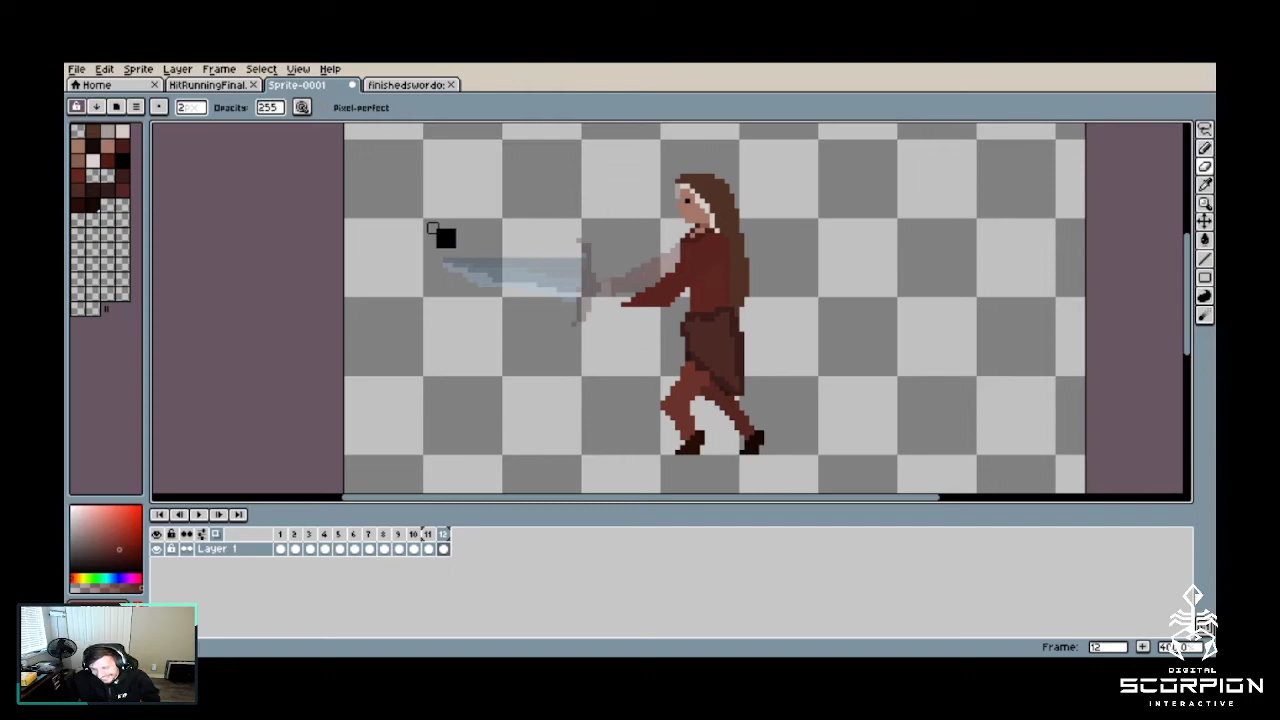 File Edit Sprite Layer Frame Select View Help
Home HitRunningFinal. Sprite-0001 finishedswordo:
2px Opacity: 255 Pixel-perfect
1 2 3 4 5 6 7 8 9 10 11 12
Layer 1
Frame: 12
DIGITAL
SCORPION
INTERACTIVE